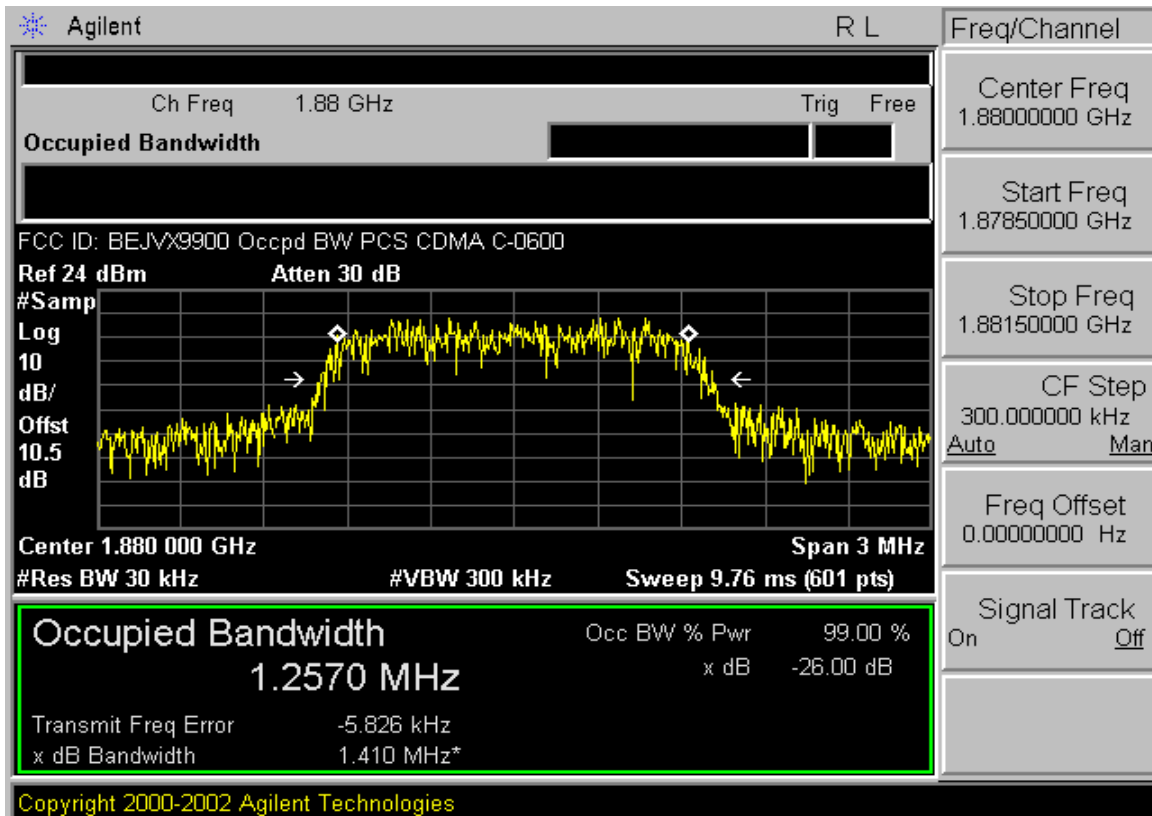 Agilent R L
Freq/Channel
Ch Freq 1.88 GHz Trig Free
Occupied Bandwidth
Center Freq
1.88000000 GHz
Start Freq
1.87850000 GHz
Stop Freq
1.88150000 GHz
CF Step
300.000000 kHz
Auto Man
Freq Offset
0.00000000 Hz
Signal Track
On Off
FCC ID: BEJVX9900 Occpd BW PCS CDMA C-0600
Ref 24 dBm Atten 30 dB
#Samp
Log
10
dB/
Offst
10.5
dB
Center 1.880 000 GHz Span 3 MHz
#Res BW 30 kHz #VBW 300 kHz Sweep 9.76 ms (601 pts)
Occupied Bandwidth
1.2570 MHz
Occ BW % Pwr 99.00 %
x dB -26.00 dB
Transmit Freq Error -5.826 kHz
x dB Bandwidth 1.410 MHz*
Copyright 2000-2002 Agilent Technologies